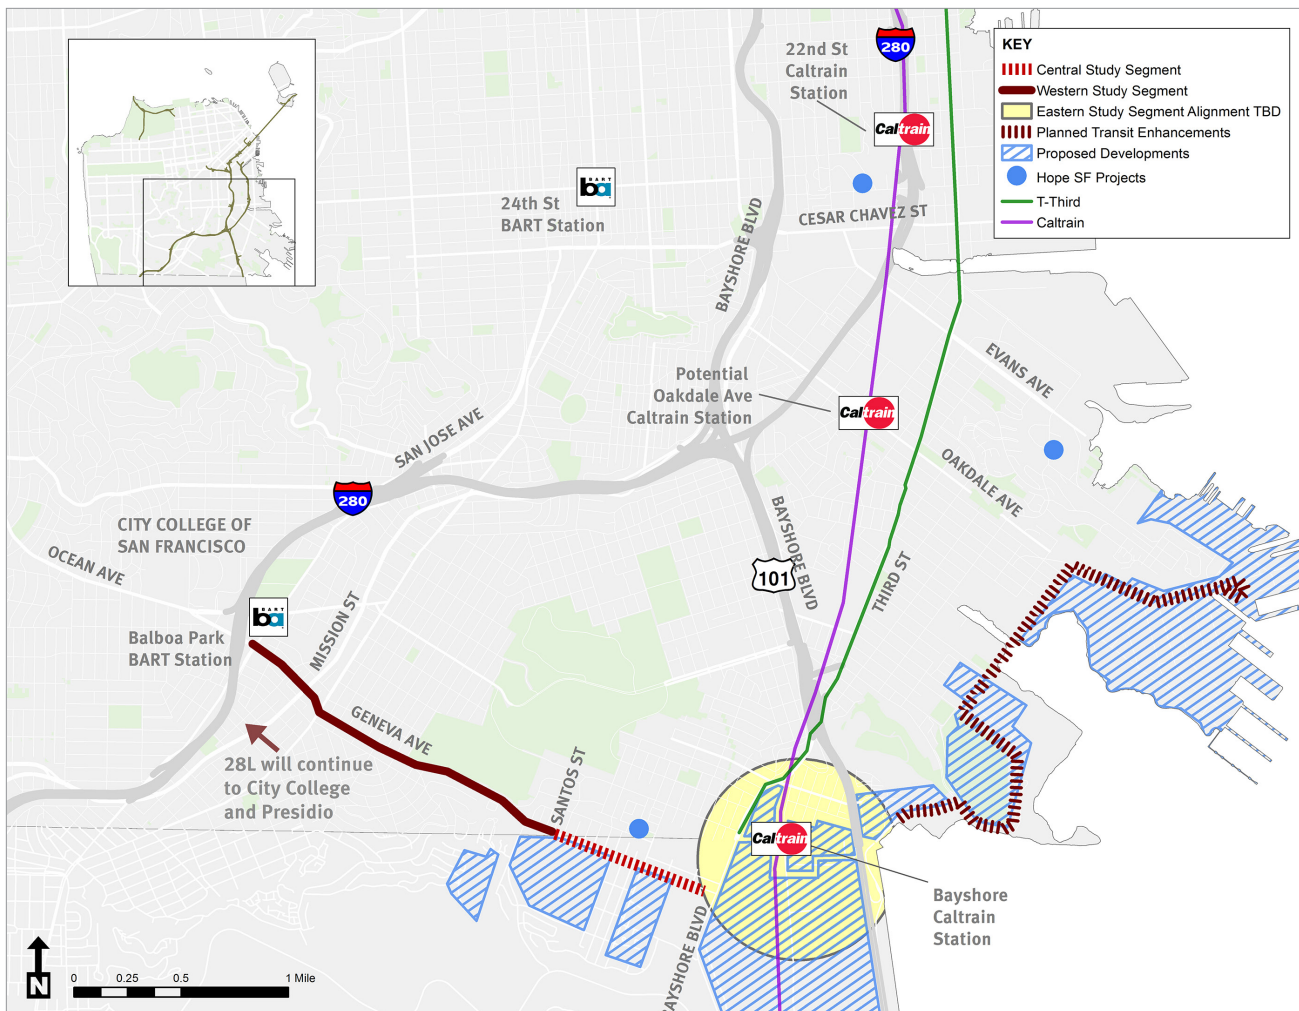 22nd St
Caltrain
Station
280
Caltrain
KEY
Central Study Segment
Western Study Segment
Eastern Study Segment Alignment TBD
Planned Transit Enhancements
Proposed Developments
Hope SF Projects
T-Third
Caltrain
BART
ba
24th St
BART Station
BAYSHORE BLVD
CESAR CHAVEZ ST
EVANS AVE
Potential
Oakdale Ave
Caltrain Station
Caltrain
SAN JOSE AVE
OAKDALE AVE
280
CITY COLLEGE OF
SAN FRANCISCO
OCEAN AVE
BAYSHORE BLVD
101
THIRD ST
BART
ba
MISSION ST
Balboa Park
BART Station
GENEVA AVE
28L will continue
to City College
and Presidio
SANTOS ST
Caltrain
Bayshore
Caltrain
Station
BAYSHORE BLVD
N
0 0.25 0.5 1 Mile